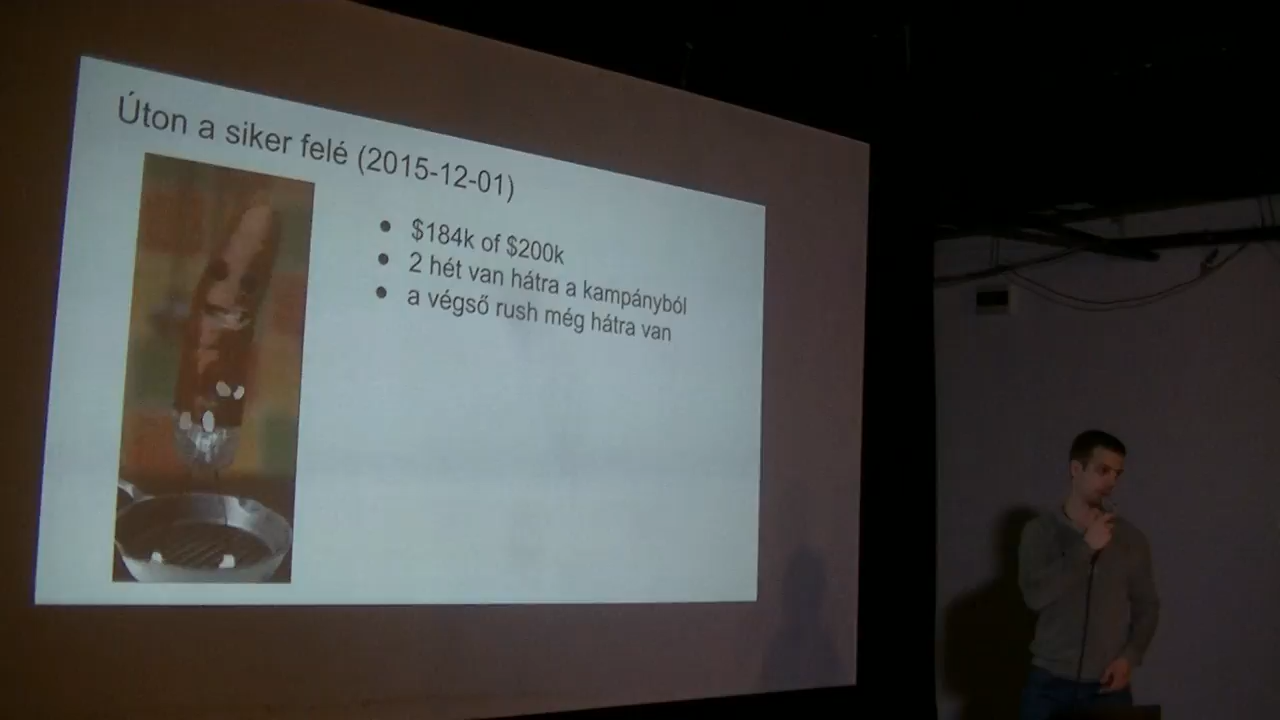 Úton a siker felé (2015-12-01)
$184k of $200k
2 hét van hátra a kampányból
a végső rush még hátra van